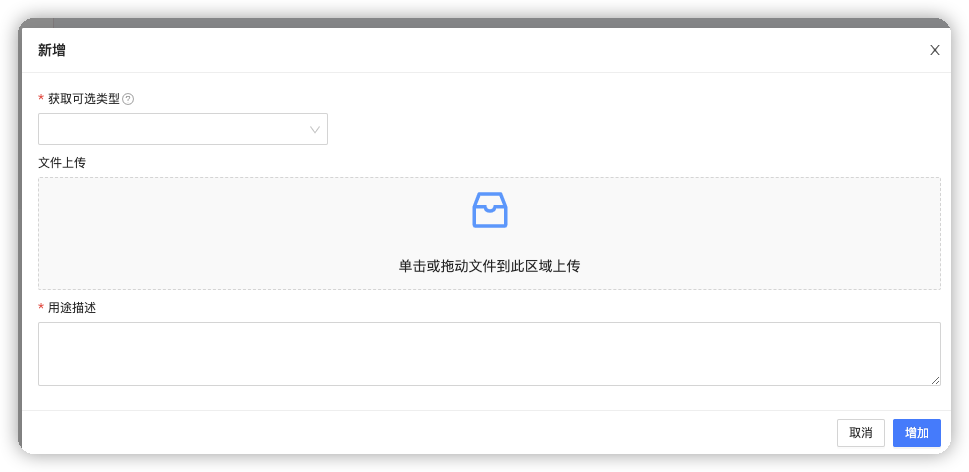 新增
* 获取可选类型 ?
文件上传
单击或拖动文件到此区域上传
* 用途描述
取消 增加